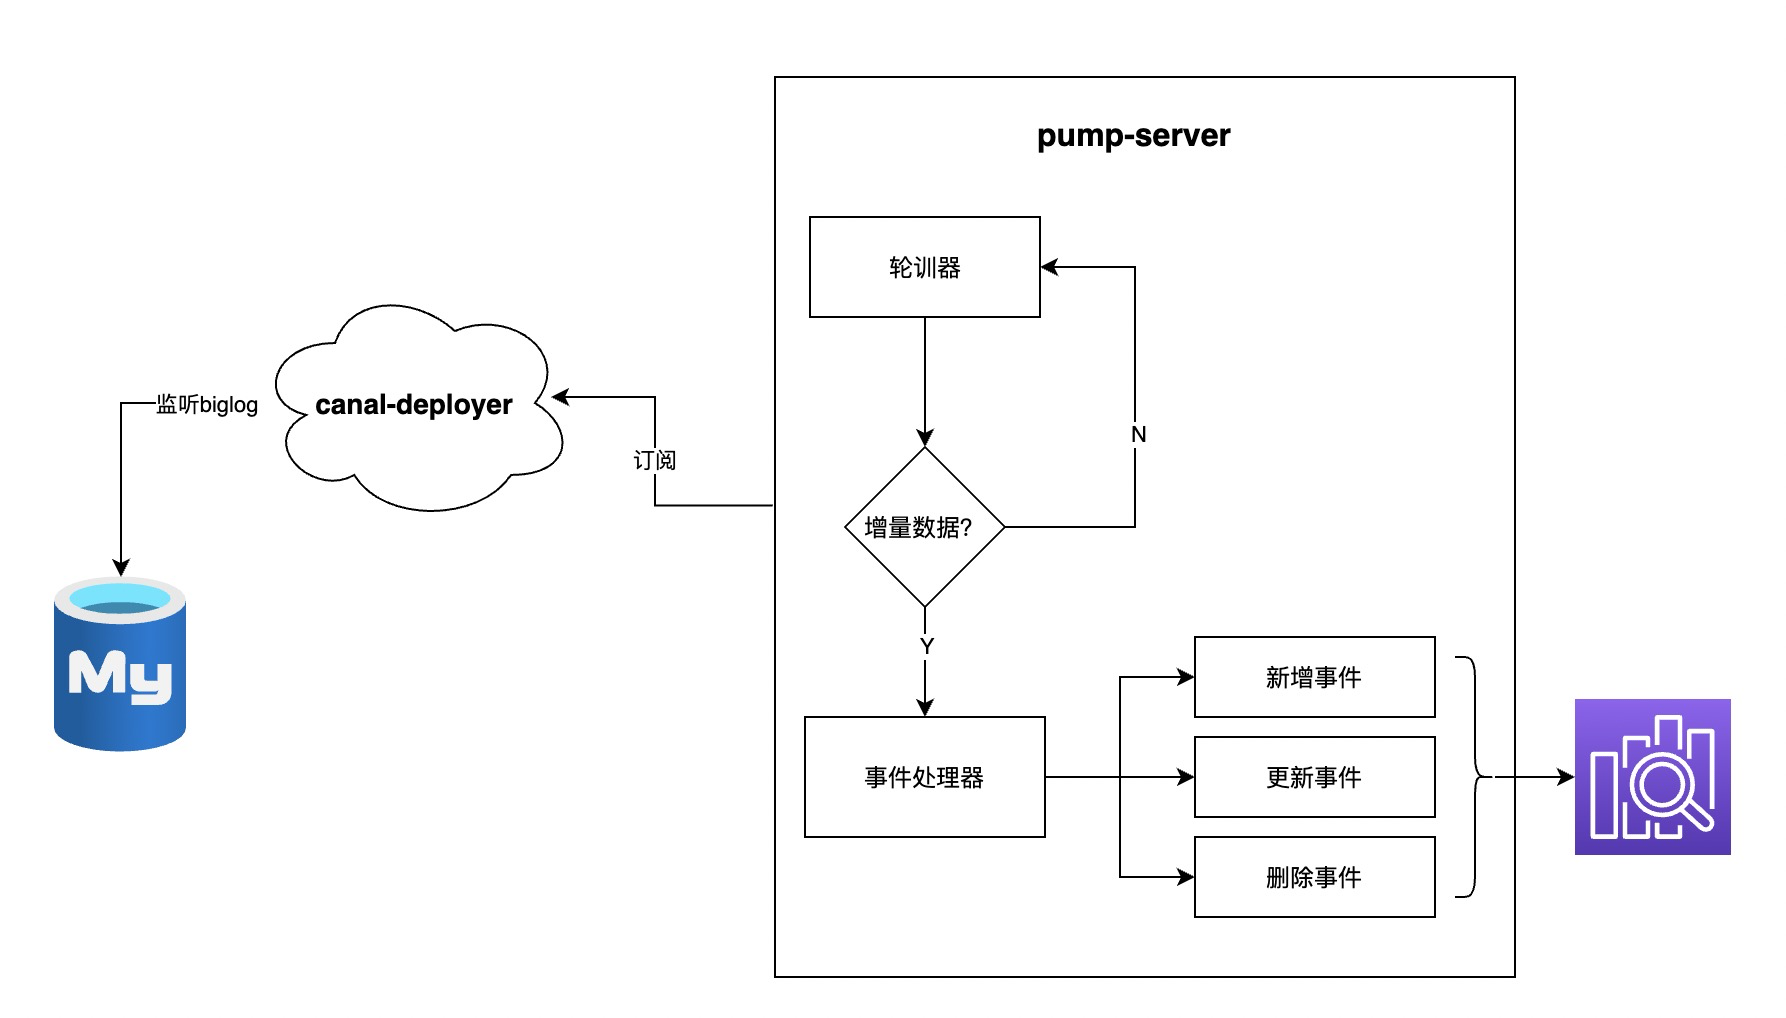 pump-server
轮训器
监听biglog
canal-deployer
订阅
N
增量数据?
Y
新增事件
My
事件处理器
更新事件
删除事件